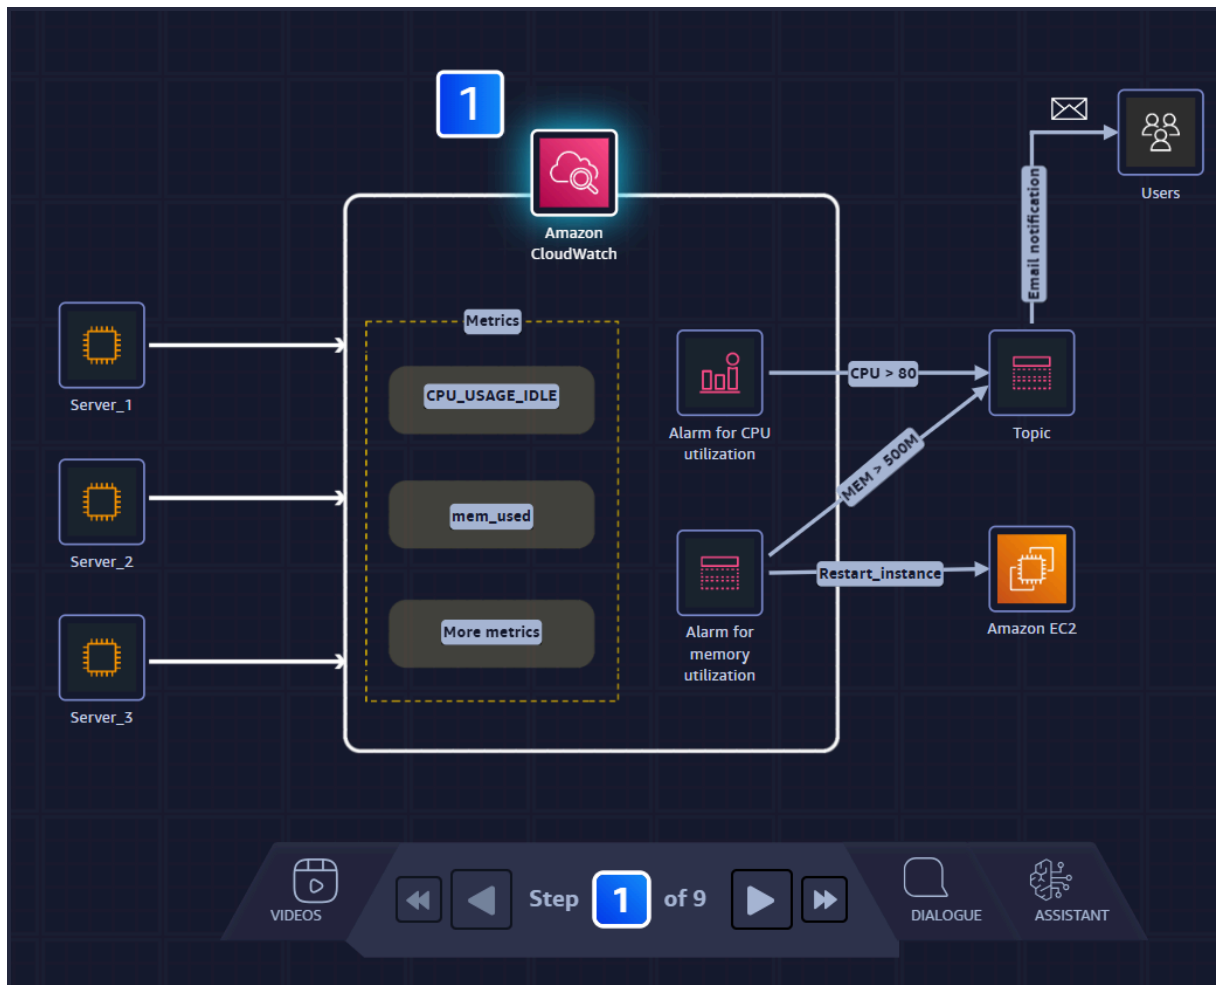 1
Amazon
CloudWatch
Users
Email notification
Metrics
CPU_USAGE_IDLE
mem_used
More metrics
Server_1
Server_2
Server_3
Alarm for CPU
utilization
CPU > 80
Topic
MEM > 500M
Alarm for
memory
utilization
Restart_instance
Amazon EC2
VIDEOS
Step 1 of 9
DIALOGUE
ASSISTANT